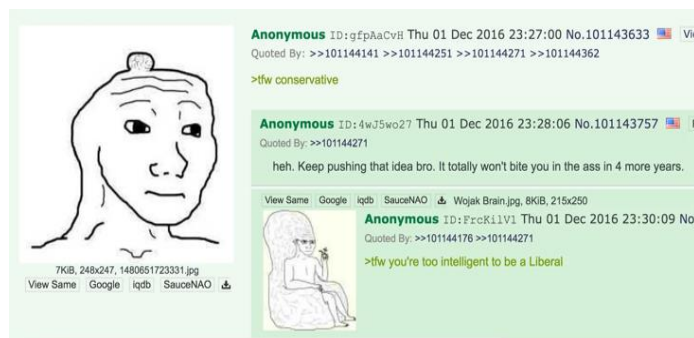 Anonymous ID:gfpAaCvH Thu 01 Dec 2016 23:27:00 No.101143633
Quoted By: >>101144141 >>101144251 >>101144271 >>101144362
>tfw conservative
7KiB, 248x247, 1480651723331.jpg
View Same Google iqdb SauceNAO
Anonymous ID:4wJ5wo27 Thu 01 Dec 2016 23:28:06 No.101143757
Quoted By: >>101144271
heh. Keep pushing that idea bro. It totally won't bite you in the ass in 4 more years.
View Same Google iqdb SauceNAO Wojak Brain.jpg, 8KiB, 215x250
Anonymous ID:FrcKilVl Thu 01 Dec 2016 23:30:09 No
Quoted By: >>101144176 >>101144271
>tfw you're too intelligent to be a Liberal